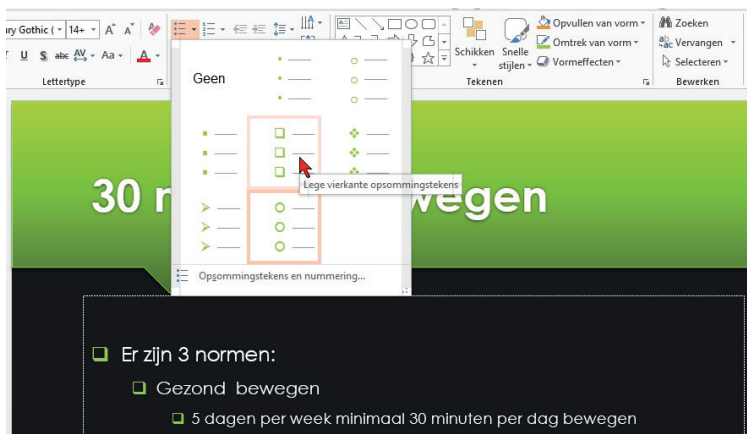 ry Gothic ( 14+ A A
U S abc AV Aa A
Lettertype
Schikken Snelle stijlen
Opvullen van vorm
Omtrek van vorm
Vormeffecten
Tekenen
Zoeken
Vervangen
Selecteren
Bewerken
Geen
Lege vierkante opsommingstekens
Opsommingstekens en nummering...
30 wegen
Er zijn 3 normen:
Gezond bewegen
5 dagen per week minimaal 30 minuten per dag bewegen